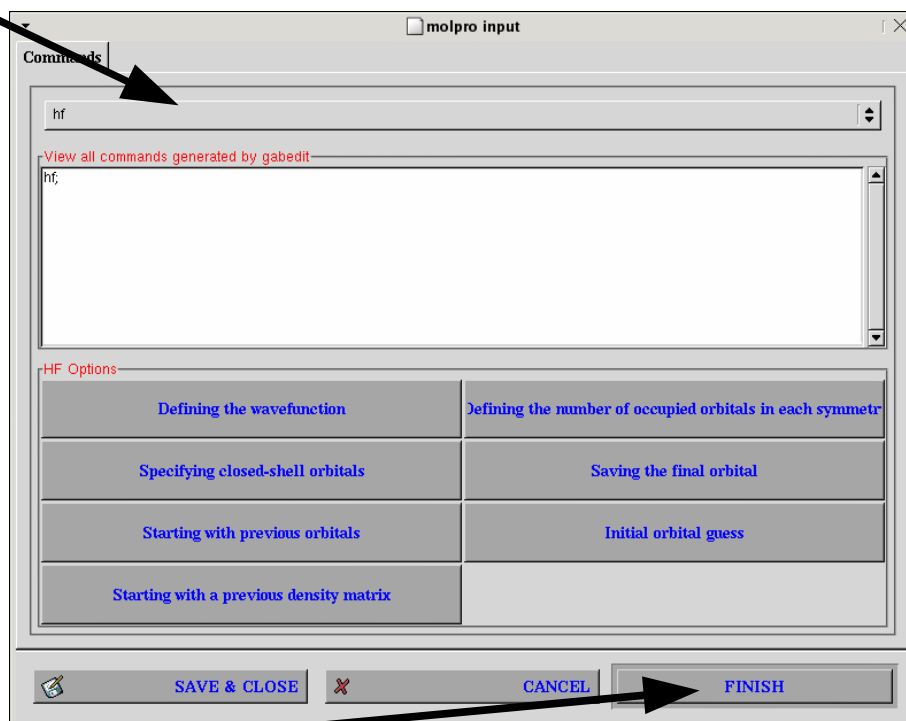 molpro input
Commands
hf
View all commands generated by gabedit
hf;
HF Options
Defining the wavefunction
Defining the number of occupied orbitals in each symmetr
Specifying closed-shell orbitals
Saving the final orbital
Starting with previous orbitals
Initial orbital guess
Starting with a previous density matrix
SAVE & CLOSE
CANCEL
FINISH